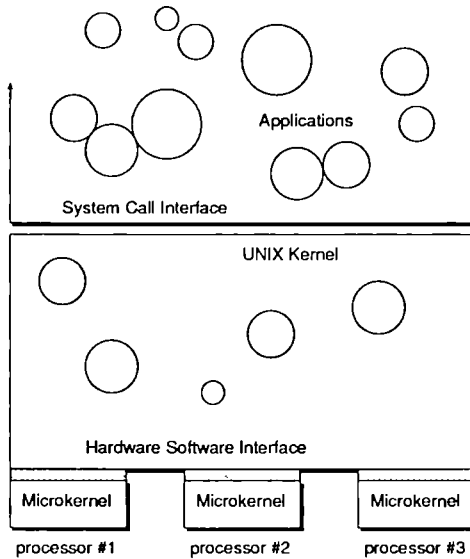 Applications
System Call Interface
UNIX Kernel
Hardware Software Interface
Microkernel Microkernel Microkernel
processor #1 processor #2 processor #3